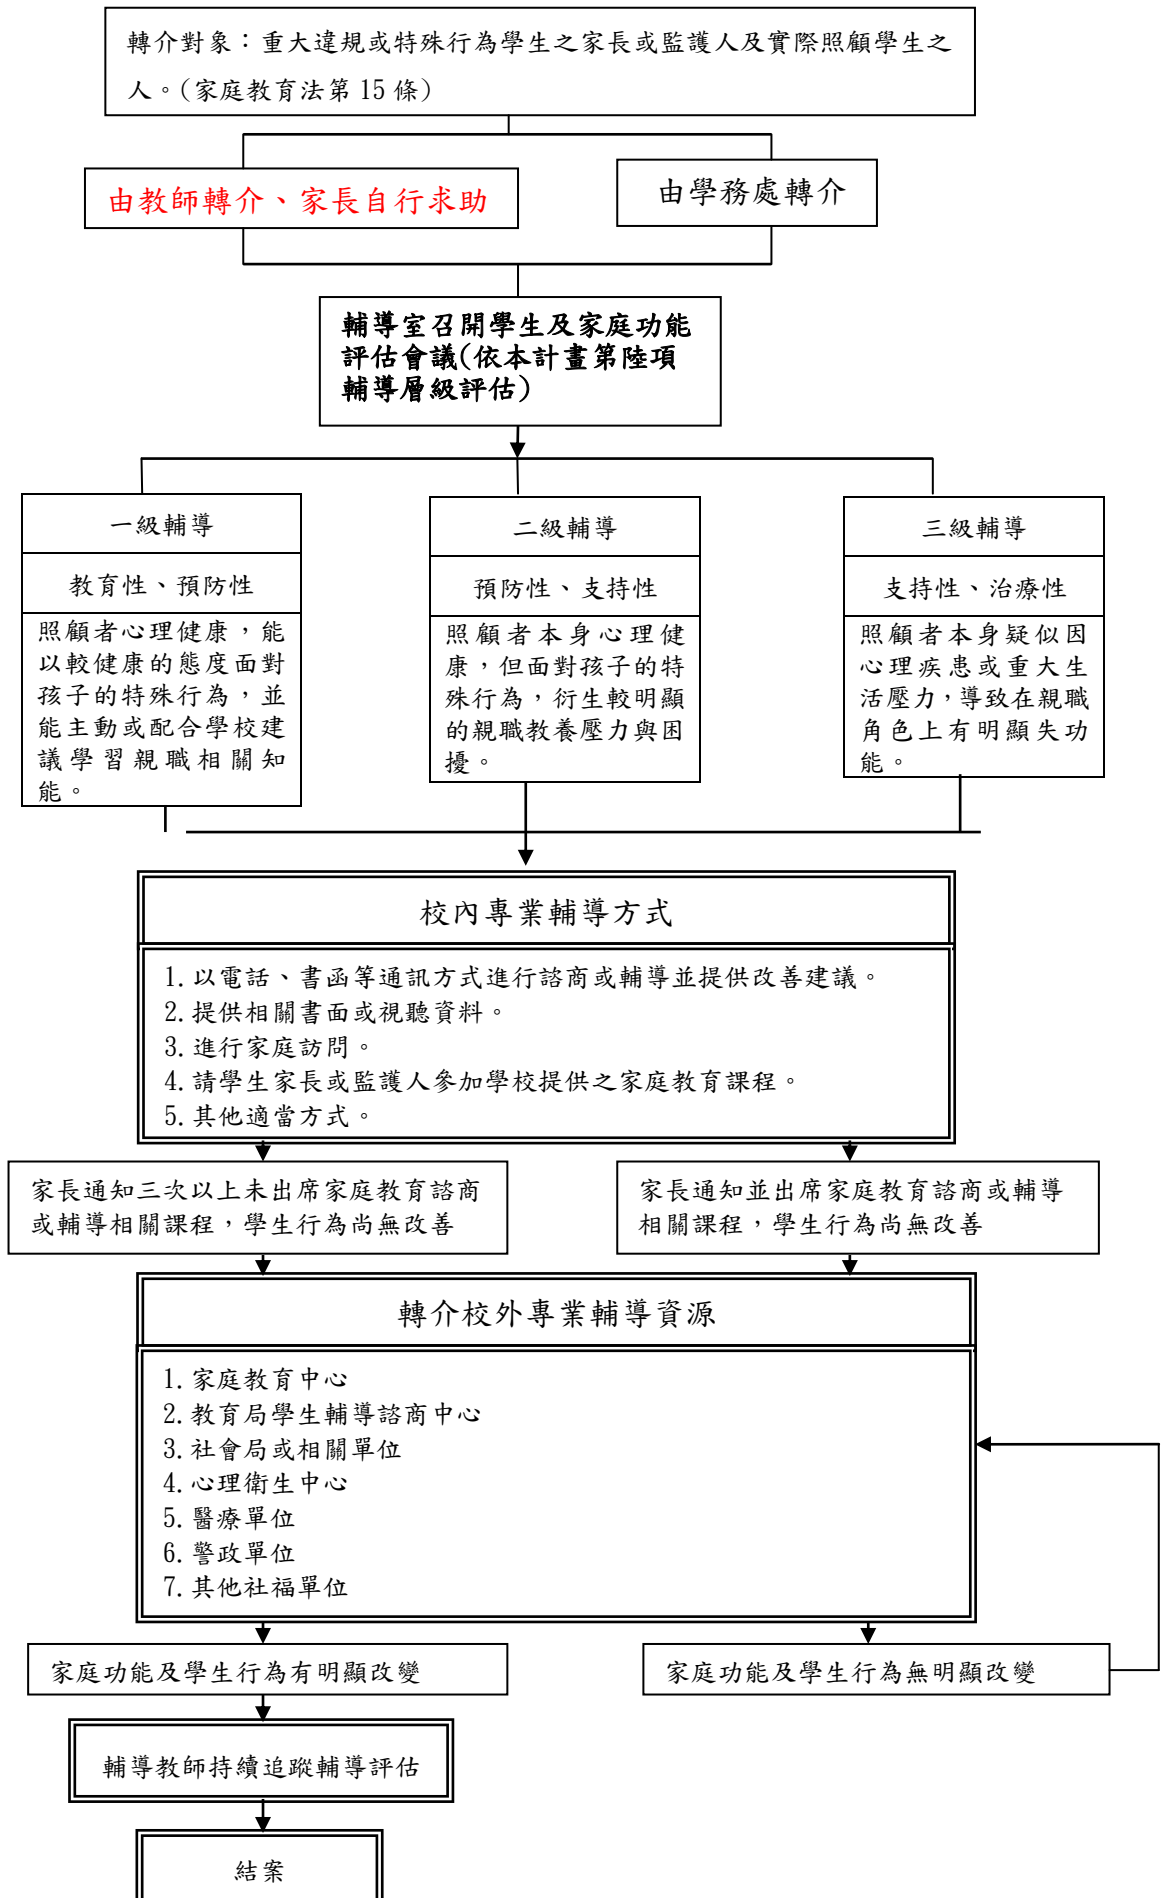 轉介對象：重大違規或特殊行為學生之家長或監護人及實際照顧學生之
人。(家庭教育法第 15 條)
由教師轉介、家長自行求助
由學務處轉介
輔導室召開學生及家庭功能
評估會議(依本計畫第陸項
輔導層級評估)
一級輔導
教育性、預防性
照顧者心理健康，能
以較健康的態度面對
孩子的特殊行為，並
能主動或配合學校建
議學習親職相關知
能。
二級輔導
預防性、支持性
照顧者本身心理健
康，但面對孩子的特
殊行為，衍生較明顯
的親職教養壓力與困
擾。
三級輔導
支持性、治療性
照顧者本身疑似因
心理疾患或重大生
活壓力，導致在親職
角色上有明顯失功
能。
校內專業輔導方式
1. 以電話、書函等通訊方式進行諮商或輔導並提供改善建議。
2. 提供相關書面或視聽資料。
3. 進行家庭訪問。
4. 請學生家長或監護人參加學校提供之家庭教育課程。
5. 其他適當方式。
家長通知三次以上未出席家庭教育諮商
或輔導相關課程，學生行為尚無改善
家長通知並出席家庭教育諮商或輔導
相關課程，學生行為尚無改善
轉介校外專業輔導資源
1. 家庭教育中心
2. 教育局學生輔導諮商中心
3. 社會局或相關單位
4. 心理衛生中心
5. 醫療單位
6. 警政單位
7. 其他社福單位
家庭功能及學生行為有明顯改變
家庭功能及學生行為無明顯改變
輔導教師持續追蹤輔導評估
結案